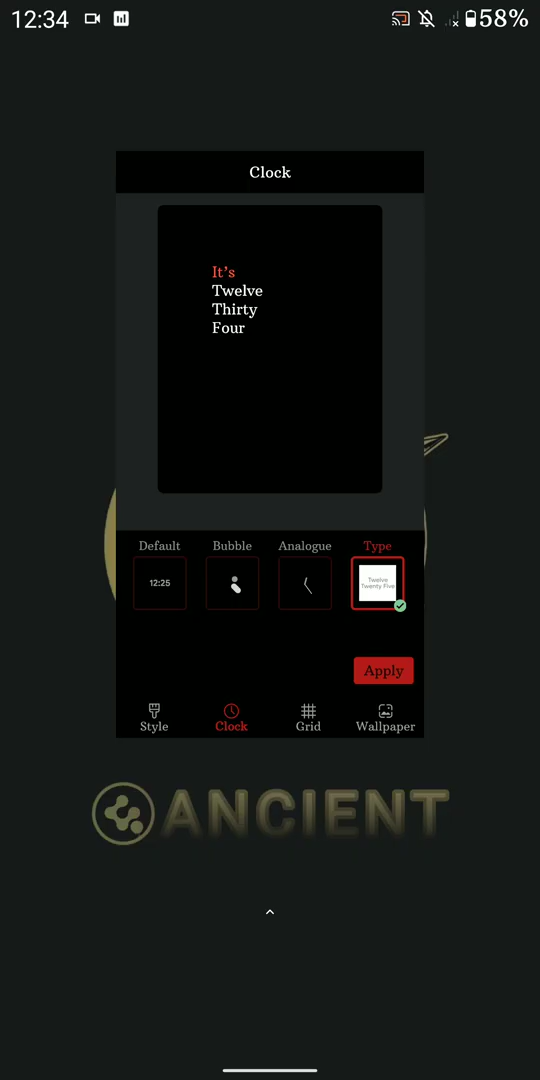 12:34
58%
Clock
It's
Twelve
Thirty
Four
Default
Bubble
Analogue
Type
12:25
Twelve
Twenty Five
Apply
Style
Clock
Grid
Wallpaper
ANCIENT